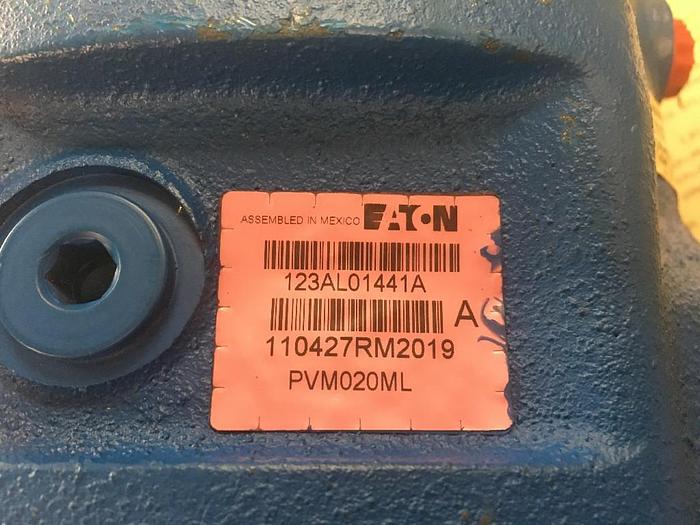 ASSEMBLED IN MEXICO EATON
123AL01441A
A
110427RM2019
PVM020ML